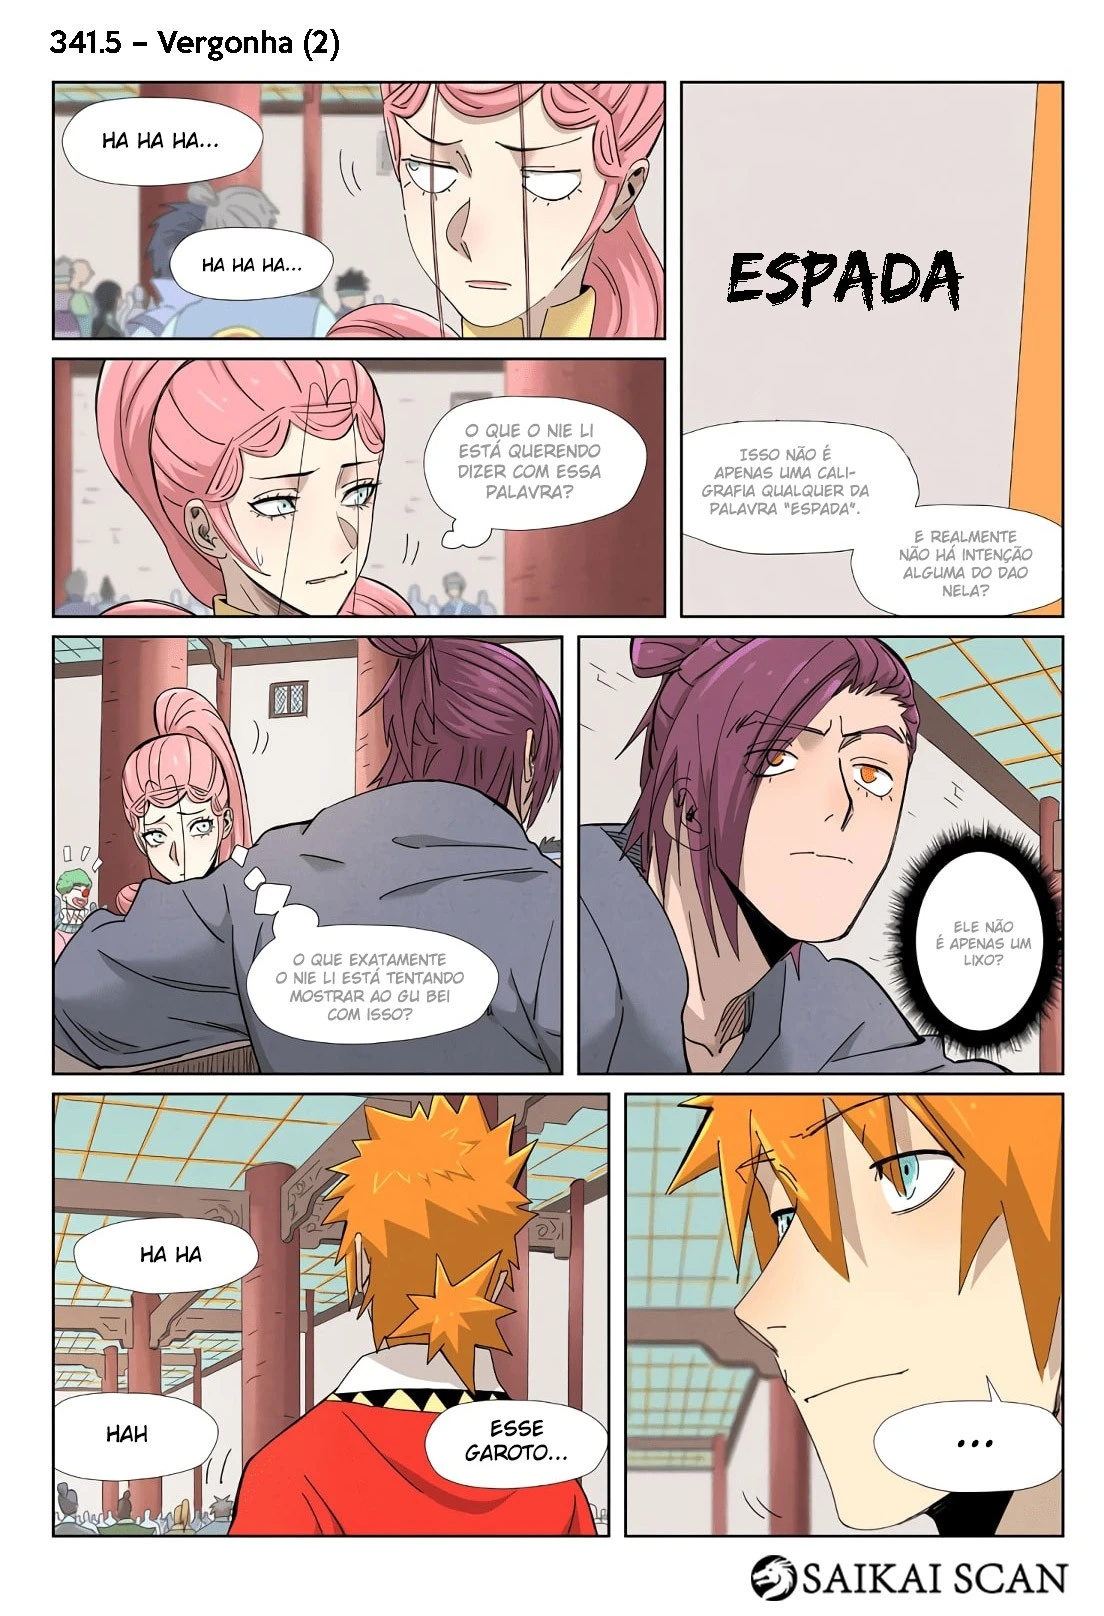 341.5 – Vergonha (2)
HA HA HA...
HA HA HA...
ESPADA
O QUE O NIE LI
ESTÁ QUERENDO
DIZER COM ESSA
PALAVRA?
ISSO NÃO É
APENAS UMA CALI-
GRAFIA QUALQUER DA
PALAVRA "ESPADA".
E REALMENTE
NÃO HÁ INTENÇÃO
ALGUMA DO DAO
NELA?
O QUE EXATAMENTE
O NIE LI ESTÁ TENTANDO
MOSTRAR AO GU BEI
COM ISSO?
ELE NÃO
É APENAS UM
LIXO?
HA HA
HAH
ESSE
GAROTO...
...
SAIKAI SCAN